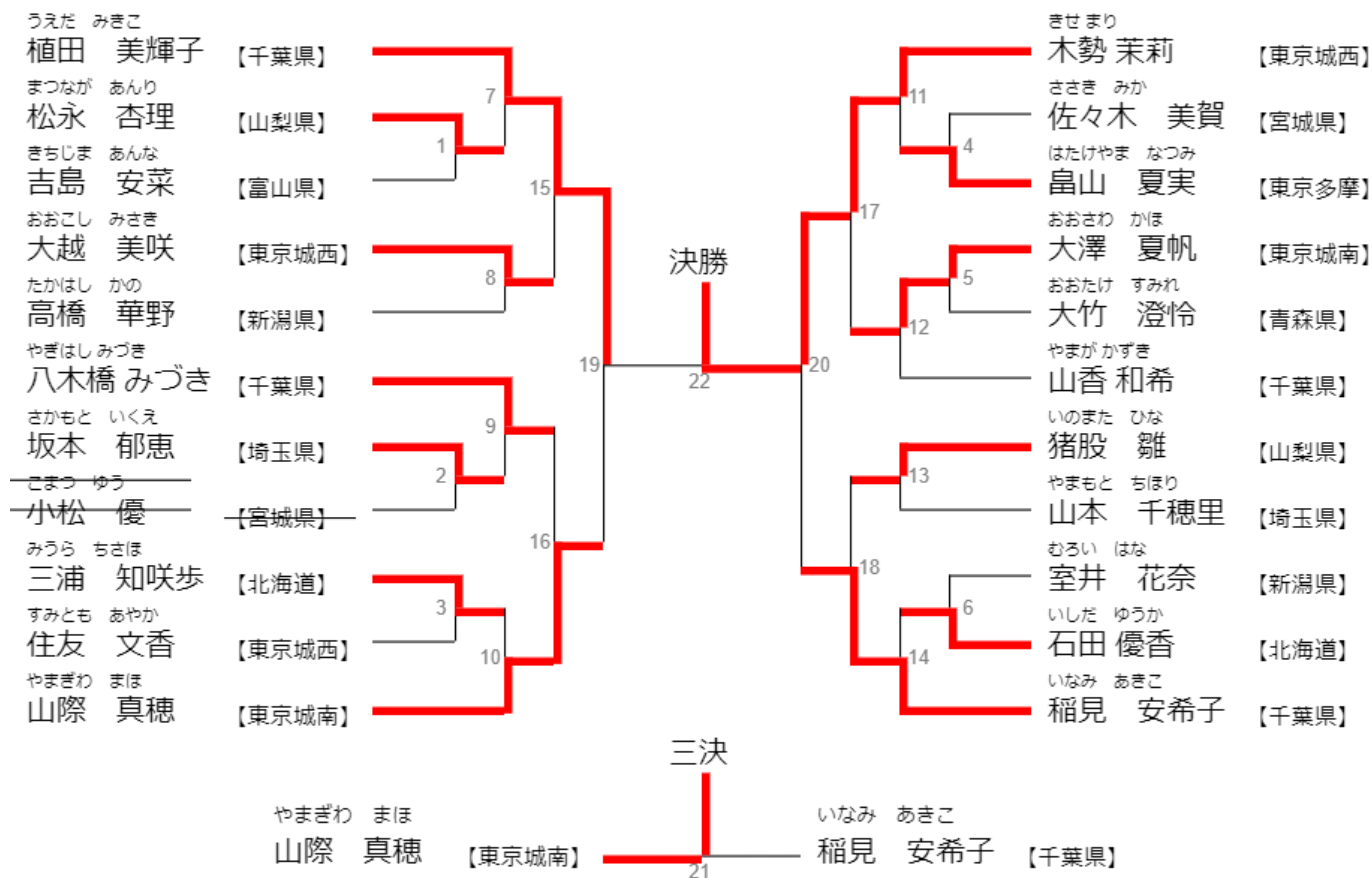 うえだ　みきこ
植田　美輝子　【千葉県】
まつなが　あんり
松永　杏理　【山梨県】
きちじま　あんな
吉島　安菜　【富山県】
おおこし　みさき
大越　美咲　【東京城西】
たかはし　かの
高橋　華野　【新潟県】
やぎはし みづき
八木橋 みづき　【千葉県】
さかもと　いくえ
坂本　郁恵　【埼玉県】
こまつ　ゆう
小松　優　【宮城県】
みうら　ちさほ
三浦　知咲歩　【北海道】
すみとも　あやか
住友　文香　【東京城西】
やまぎわ　まほ
山際　真穂　【東京城南】
1
2
3
7
8
9
10
15
16
19
決勝
22
20
17
18
11
12
13
14
4
5
6
きせ まり
木勢 茉莉　【東京城西】
ささき　みか
佐々木　美賀　【宮城県】
はたけやま　なつみ
畠山　夏実　【東京多摩】
おおさわ　かほ
大澤　夏帆　【東京城南】
おおたけ　すみれ
大竹　澄怜　【青森県】
やまが かずき
山香 和希　【千葉県】
いのまた　ひな
猪股　雛　【山梨県】
やまもと　ちほり
山本　千穂里　【埼玉県】
むろい　はな
室井　花奈　【新潟県】
いしだ　ゆうか
石田 優香　【北海道】
いなみ　あきこ
稲見　安希子　【千葉県】
三決
やまぎわ　まほ
山際　真穂　【東京城南】
21
いなみ　あきこ
稲見　安希子　【千葉県】